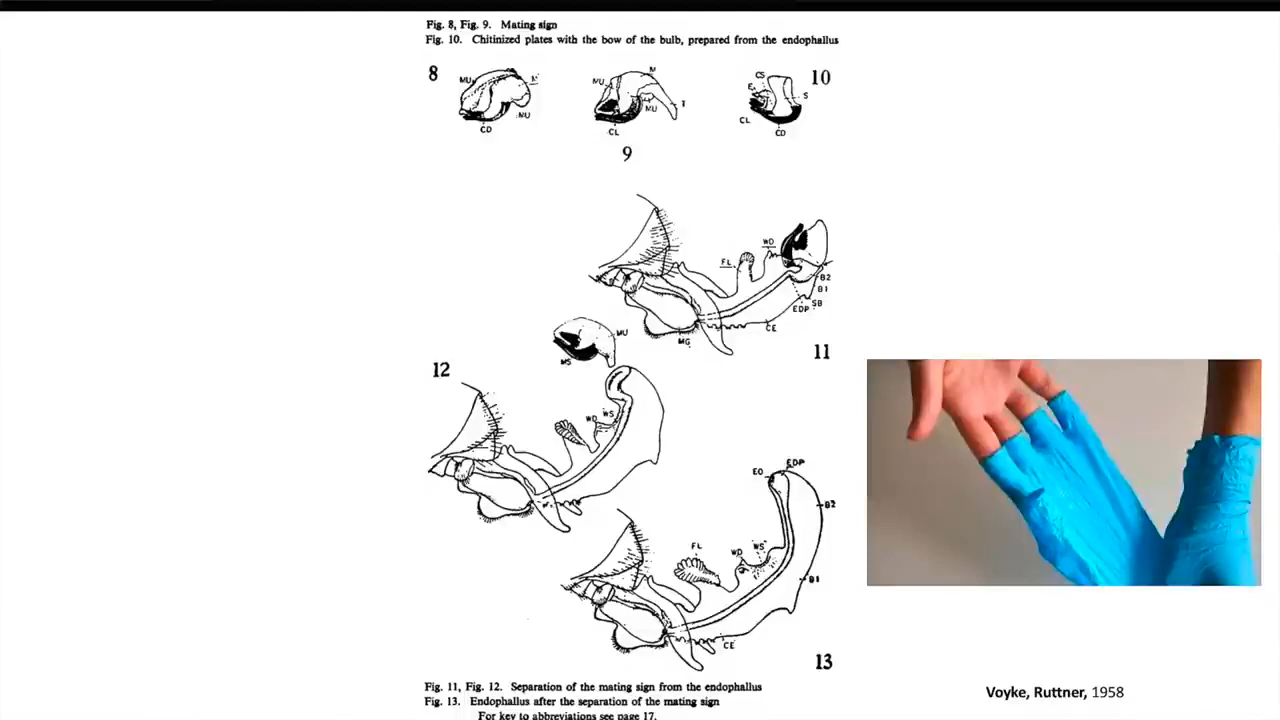 Fig. 8, Fig. 9. Mating sign
Fig. 10. Chitinized plates with the bow of the bulb, prepared from the endophallus
8
MU
M
MU
CD
MU
M
MU
T
CL
9
CS
E
S
CL
CD
10
FL
WD
B2
B1
SB
EDP
CE
MG
11
12
MU
MS
WD
WS
EO
EDP
B2
FL
WD
WS
B1
CE
13
Fig. 11, Fig. 12. Separation of the mating sign from the endophallus
Fig. 13. Endophallus after the separation of the mating sign
For key to abbreviations see page 17.
Voyke, Ruttner, 1958